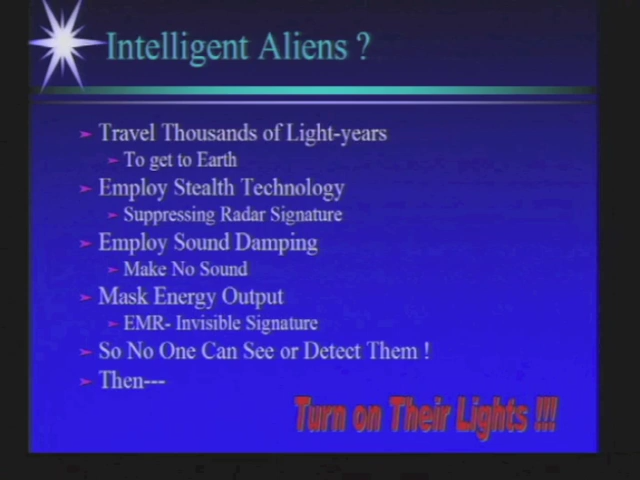 Intelligent Aliens ?
Travel Thousands of Light-years
To get to Earth
Employ Stealth Technology
Suppressing Radar Signature
Employ Sound Damping
Make No Sound
Mask Energy Output
EMR- Invisible Signature
So No One Can See or Detect Them !
Then---
Turn on Their Lights !!!